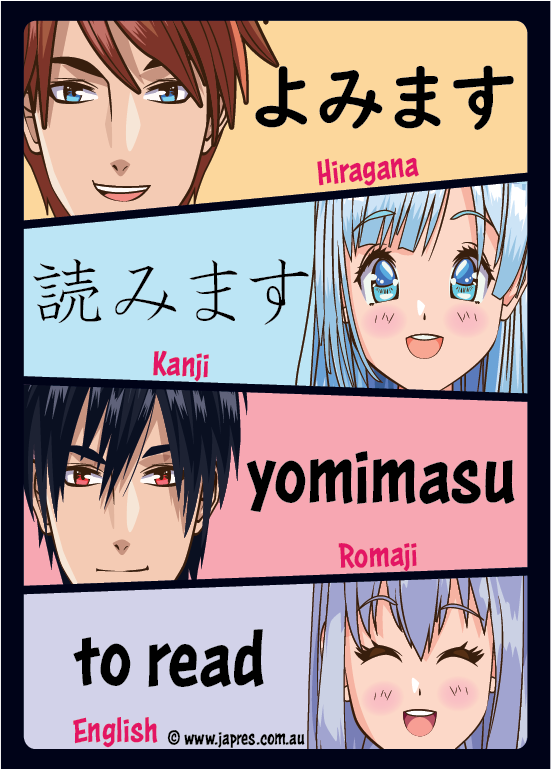 よみます
Hiragana
読みます
Kanji
yomimasu
Romaji
to read
English © www.japres.com.au